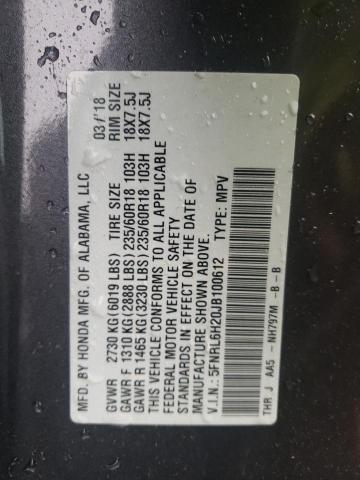 MFD. BY HONDA MFG. OF ALABAMA, LLC 03/'18
GVWR 2730 KG(6019 LBS) TIRE SIZE RIM SIZE
GAWR F 1310 KG(2888 LBS)235/60R18 103H 18X7.5J
GAWR R 1465 KG(3230 LBS)235/60R18 103H 18X7.5J
THIS VEHICLE CONFORMS TO ALL APPLICABLE
FEDERAL MOTOR VEHICLE SAFETY
STANDARDS IN EFFECT ON THE DATE OF
MANUFACTURE SHOWN ABOVE.
V.I.N.: 5FNRL6H20JB100612 TYPE: MPV
THR J AA5 - NH797M -B - B